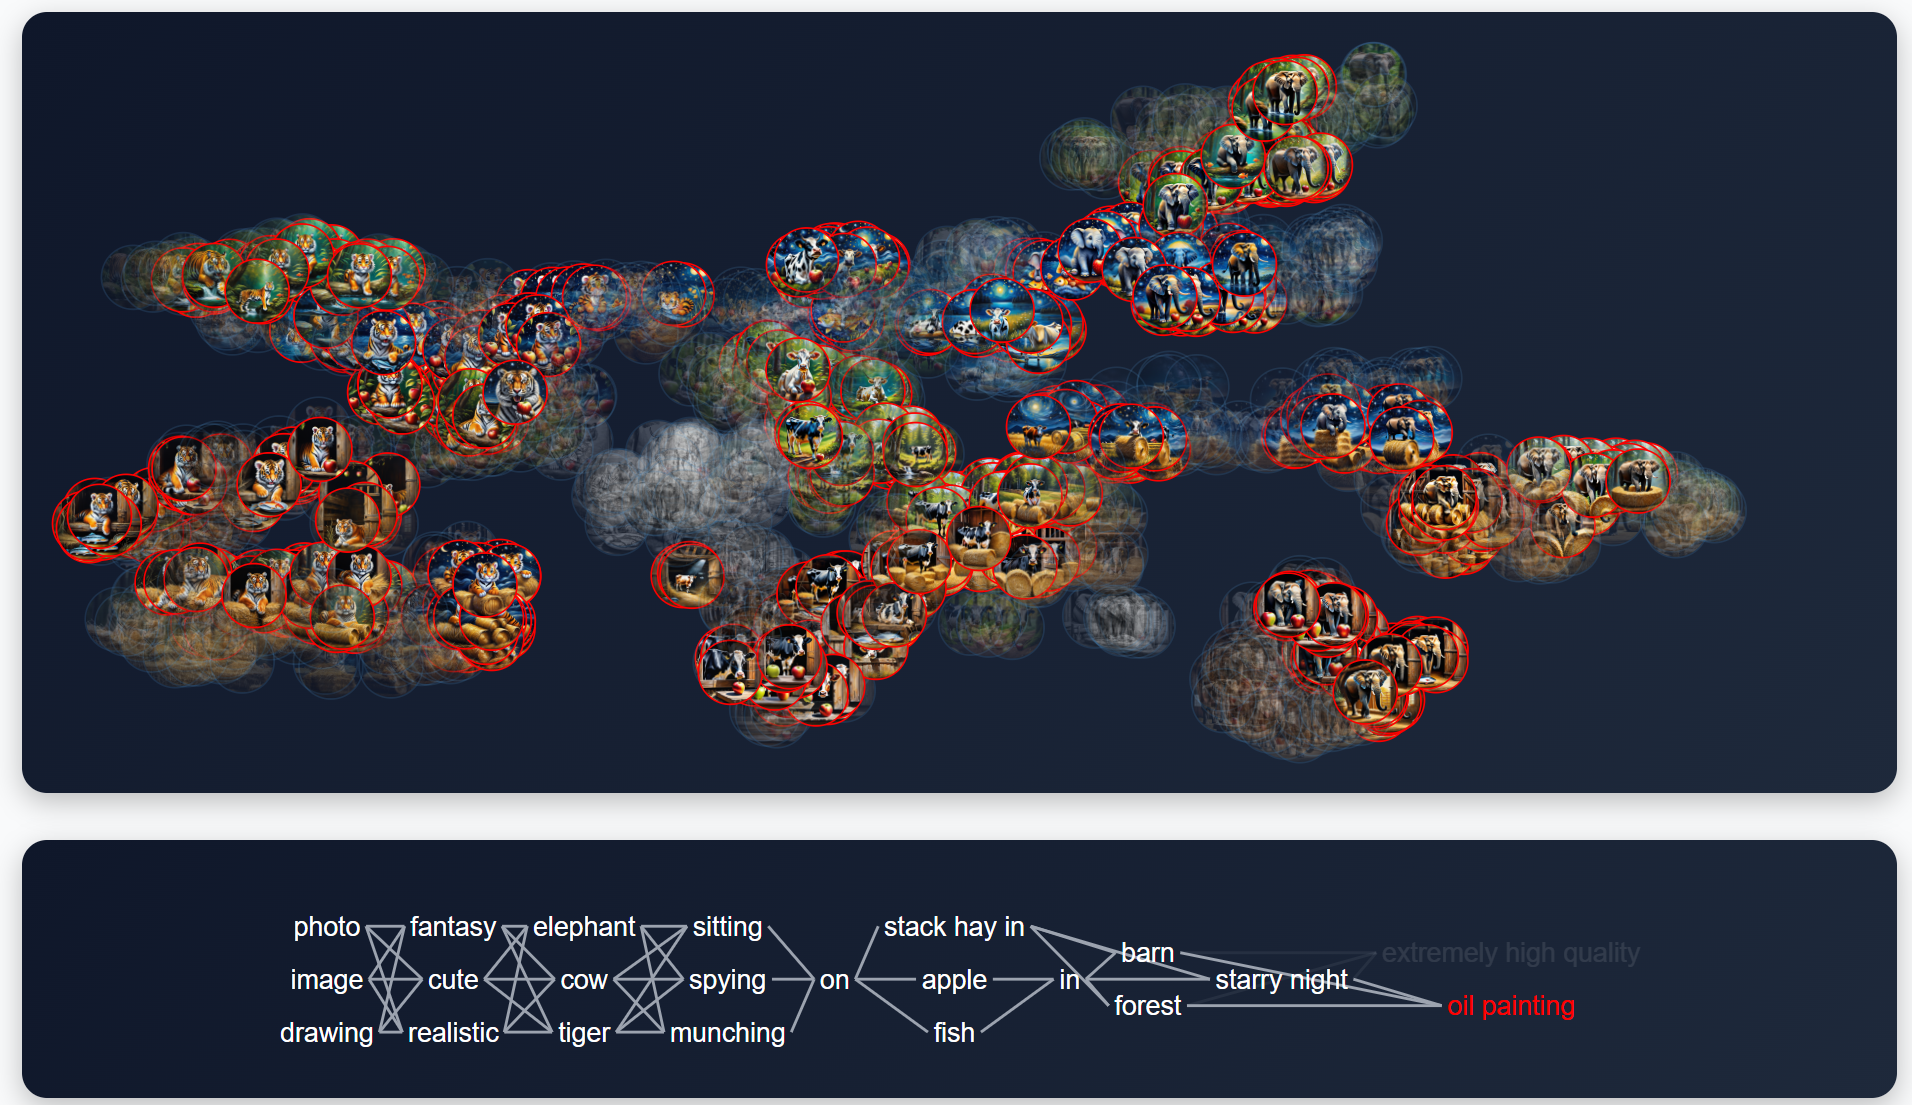 photo fantasy elephant sitting stack hay in
barn extremely high quality
image cute cow spying on apple in starry night
forest oil painting
drawing realistic tiger munching fish